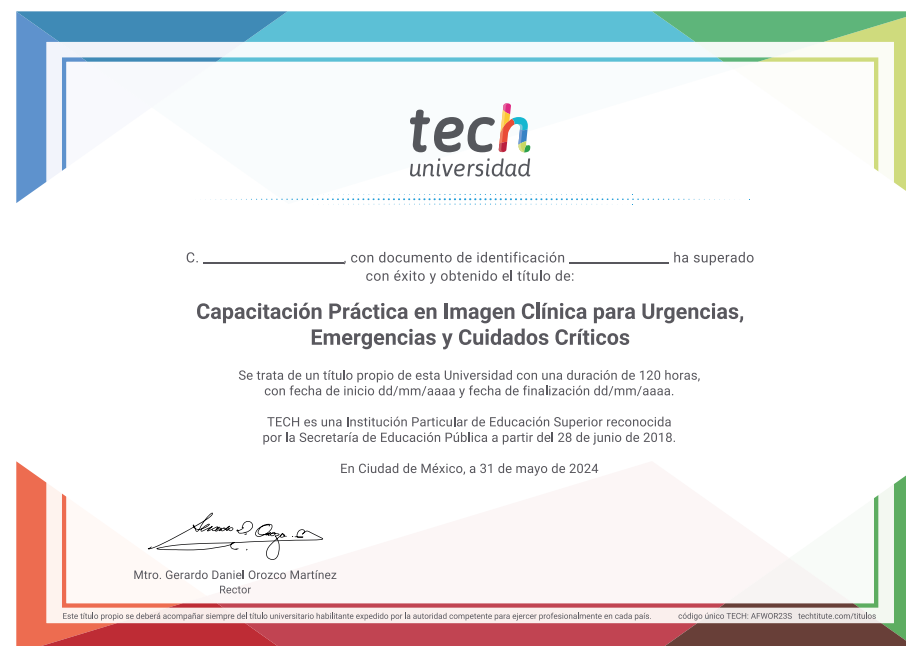 tech
universidad
C. ____________, con documento de identificación ____________ ha superado
con éxito y obtenido el título de:
Capacitación Práctica en Imagen Clínica para Urgencias,
Emergencias y Cuidados Críticos
Se trata de un título propio de esta Universidad con una duración de 120 horas,
con fecha de inicio dd/mm/aaaa y fecha de finalización dd/mm/aaaa.
TECH es una Institución Particular de Educación Superior reconocida
por la Secretaría de Educación Pública a partir del 28 de junio de 2018.
En Ciudad de México, a 31 de mayo de 2024
Mtro. Gerardo Daniel Orozco Martínez
Rector
Este título propio se deberá acompañar siempre del título universitario habilitante expedido por la autoridad competente para ejercer profesionalmente en cada país. código único TECH: AFWOR23S techtitute.com/titulos